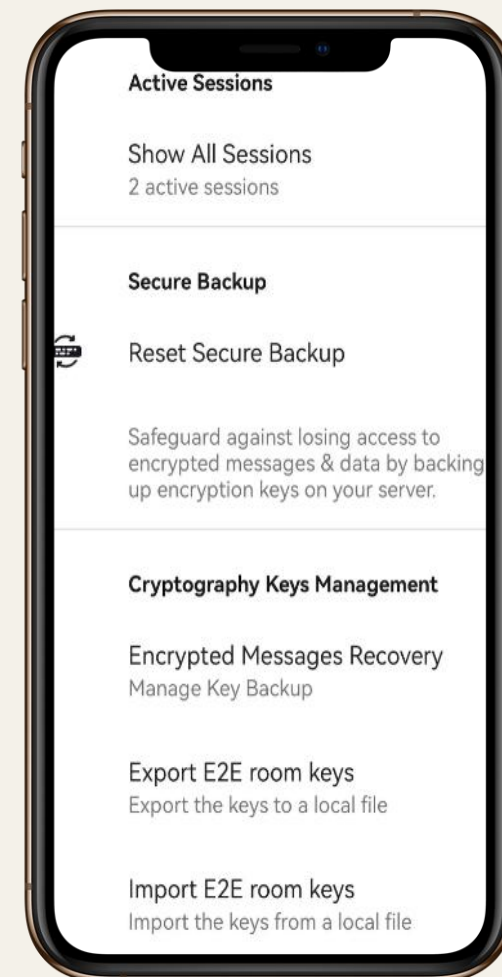 Active Sessions
Show All Sessions
2 active sessions
Secure Backup
Reset Secure Backup
Safeguard against losing access to
encrypted messages & data by backing
up encryption keys on your server.
Cryptography Keys Management
Encrypted Messages Recovery
Manage Key Backup
Export E2E room keys
Export the keys to a local file
Import E2E room keys
Import the keys from a local file